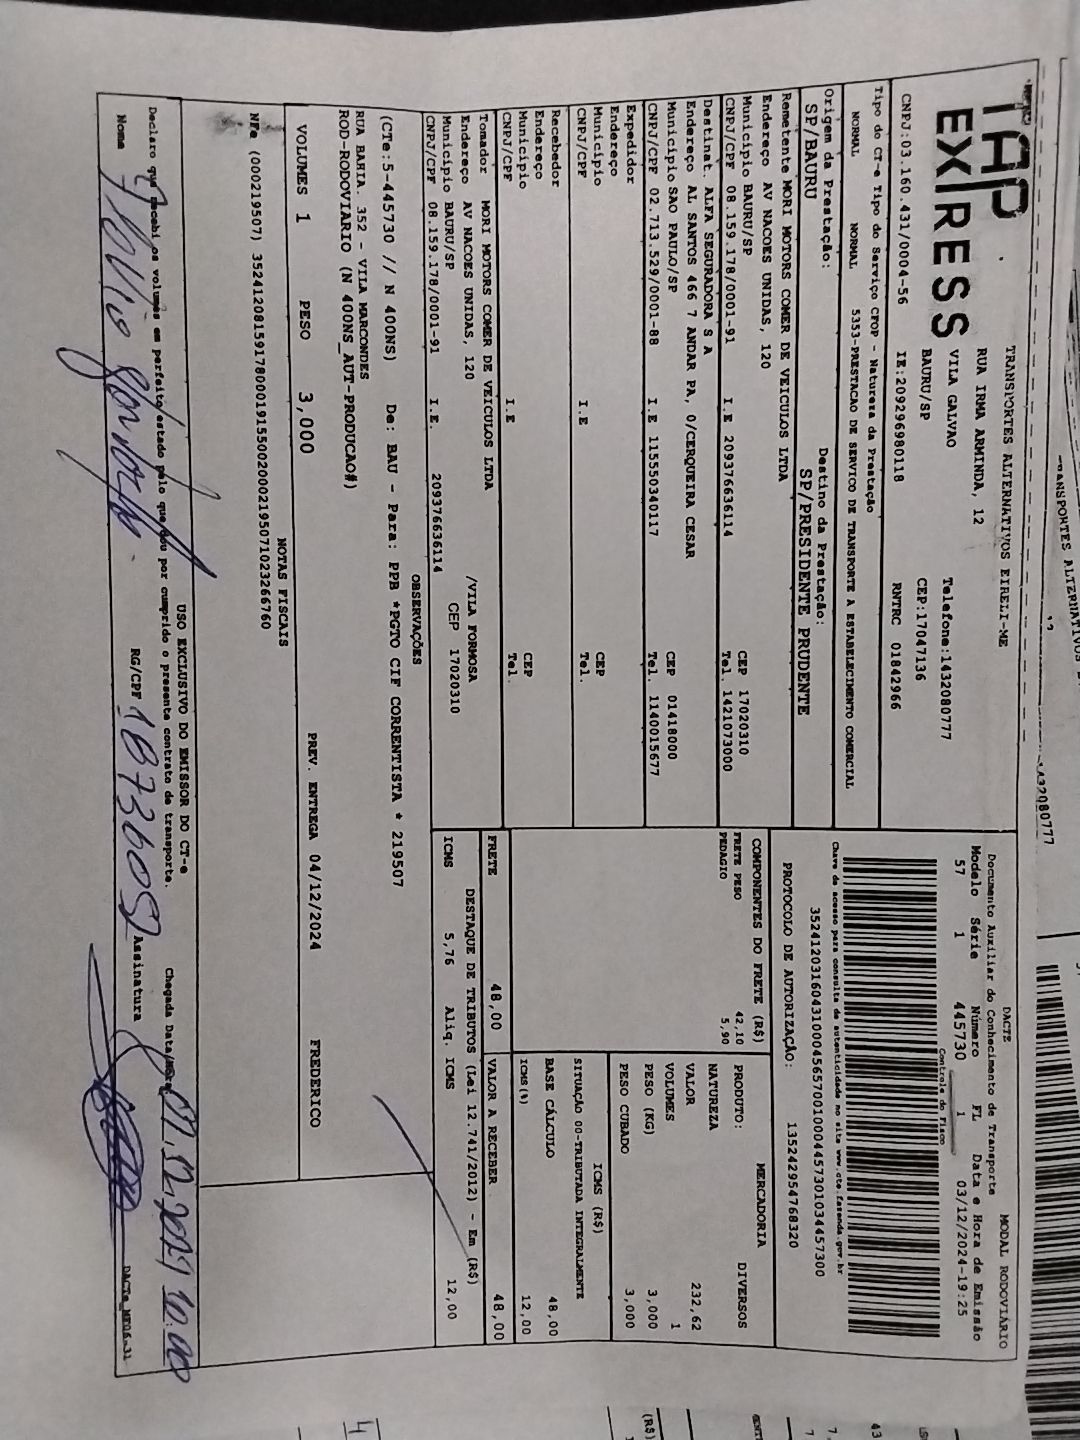 TAP
EXPRESS
TRANSPORTES ALTERNATIVOS EIRELI-ME
RUA IRMA ARMINDA, 12
VILA GALVAO
BAURU/SP
Telefone:1432080777
CEP:17047136
CNPJ:03.160.431/0004-56 IE:209296980118 RNTRC 01842966
DACTE MODAL RODOVIÁRIO
Documento Auxiliar do Conhecimento de Transporte
Modelo Série Número FL Data e Hora de Emissão
57 1 445730 1 03/12/2024-19:25
Controle do Fisco
Tipo do CT-e Tipo do Serviço CFOP - Natureza da Prestação
NORMAL NORMAL 5353-PRESTACAO DE SERVICO DE TRANSPORTE A ESTABELECIMENTO COMERCIAL
Chave de acesso para consulta de autenticidade no site www.cte.fazenda.gov.br
PROTOCOLO DE AUTORIZAÇÃO: 135242954768320
Origem da Prestação: Destino da Prestação:
SP/BAURU SP/PRESIDENTE PRUDENTE
Remetente MORI MOTORS COMER DE VEICULOS LTDA
Endereço AV NACOES UNIDAS, 120
Município BAURU/SP CEP 17020310
CNPJ/CPF 08.159.178/0001-91 I.E 209376636114 Tel. 1421073000
Destinat. ALFA SEGURADORA S A
Endereço AL SANTOS 466 7 ANDAR PA, 0/CERQUEIRA CESAR
Município SAO PAULO/SP CEP 01418000
CNPJ/CPF 02.713.529/0001-88 I.E 115550340117 Tel. 1140015677
Expedidor
Endereço
Município CEP
CNPJ/CPF I.E Tel.
Recebedor
Endereço
Município CEP
CNPJ/CPF I.E Tel.
Tomador MORI MOTORS COMER DE VEICULOS LTDA
Endereço AV NACOES UNIDAS, 120 /VILA FORMOSA
Município BAURU/SP CEP 17020310
CNPJ/CPF 08.159.178/0001-91 I.E. 209376636114
COMPONENTES DO FRETE (R$)
FRETE PESO 42,10
PEDAGIO 5,90
MERCADORIA
PRODUTO: DIVERSOS
NATUREZA
VALOR 232,62
VOLUMES 1
PESO (KG) 3,000
PESO CUBADO 3,000
ICMS (R$)
SITUAÇÃO 00-TRIBUTADA INTEGRALMENTE
BASE CÁLCULO 48,00
ICMS(%) 12,00
FRETE 48,00 VALOR A RECEBER 48,00
DESTAQUE DE TRIBUTOS (Lei 12.741/2012) - Em (R$)
ICMS 5,76 Aliq. ICMS 12,00
OBSERVAÇÕES
(CTe:5-445730 // N 400NS) De: BAU - Para: PPB *PGTO CIF CORRENTISTA * 219507
RUA BAHIA. 352 - VILA MARCONDES
ROD-RODOVIARIO (N 400NS_AUT-PRODUCAO#)
VOLUMES 1 PESO 3,000 PREV. ENTREGA 04/12/2024 FREDERICO
NOTAS FISCAIS
NFe (000219507) 35241208159178000191550020002195071023266760
USO EXCLUSIVO DO EMISSOR DO CT-e
Declaro que recebi os volumes em perfeito estado pelo que dou por cumprido o presente contrato de transporte. Chegada Data/
Nome RG/CPF Assinatura